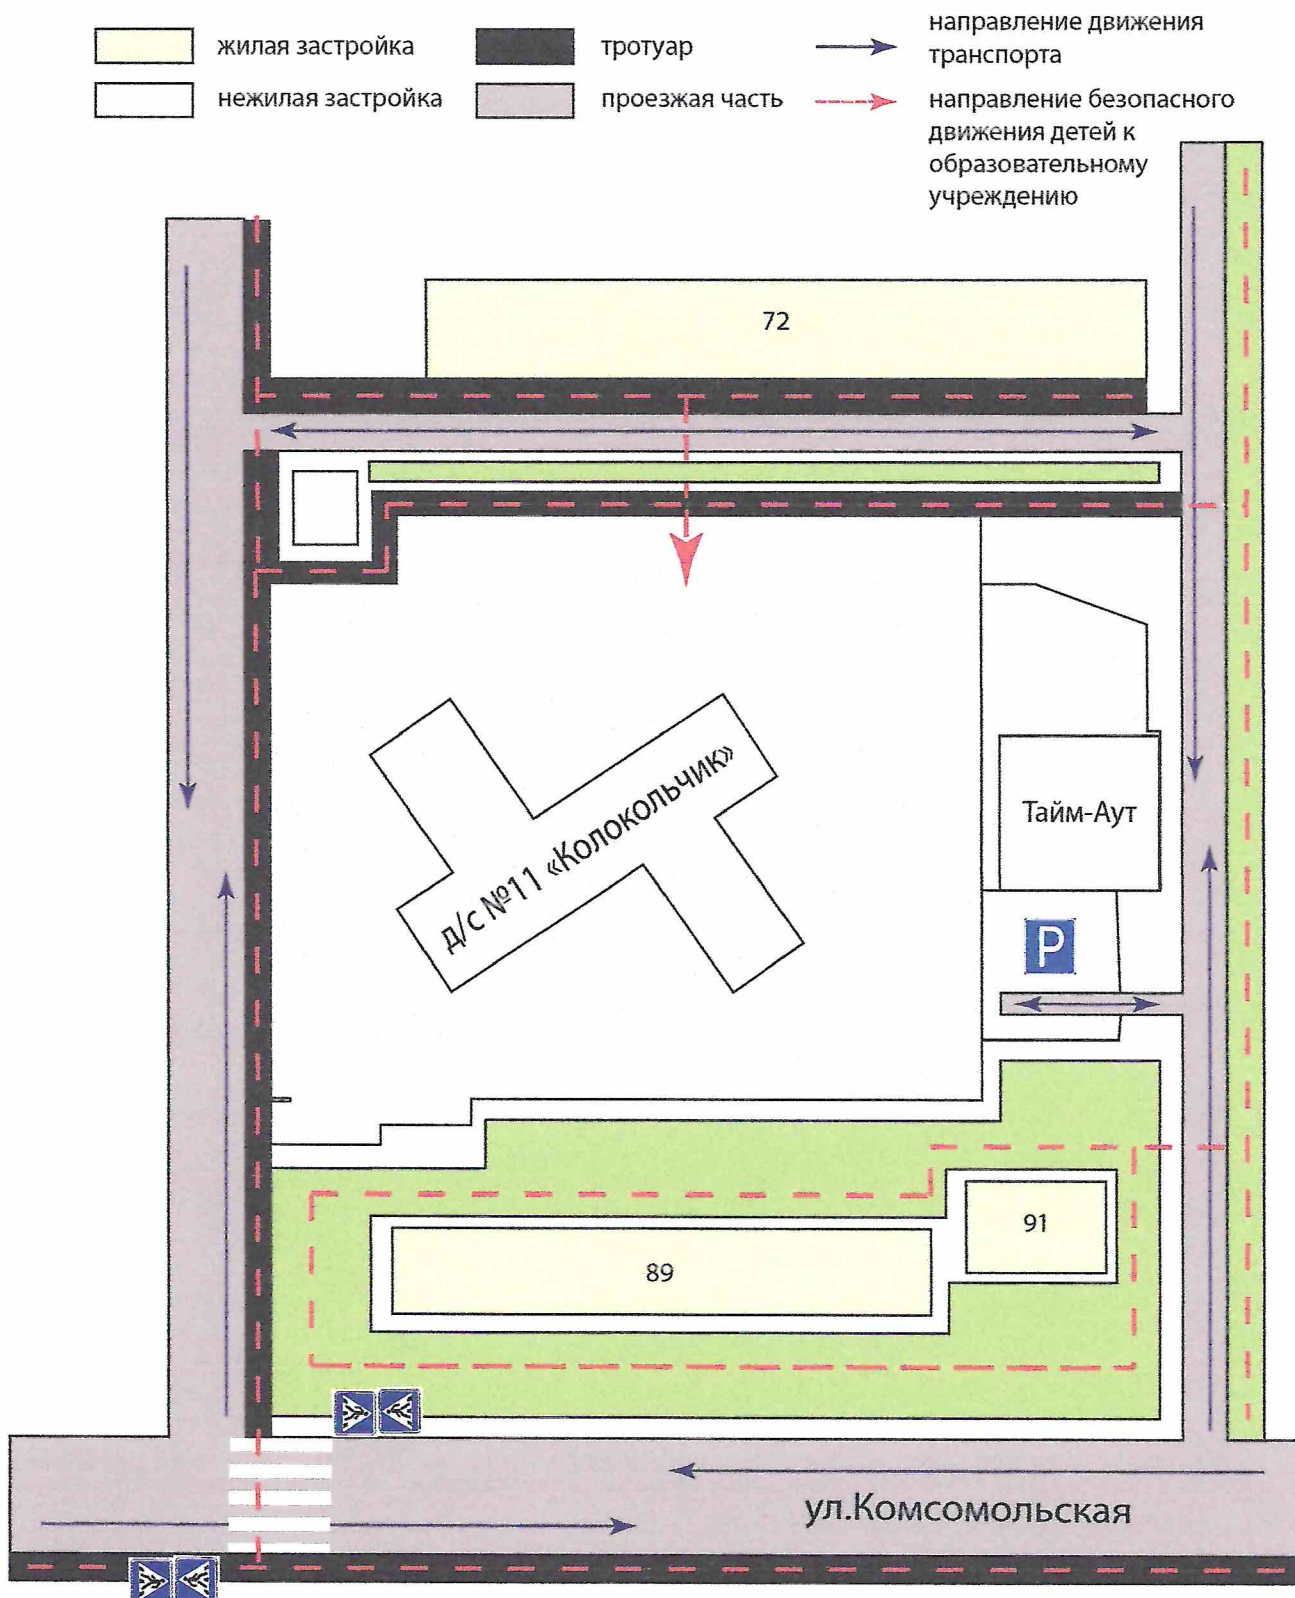 жилая застройка
нежилая застройка
тротуар
проезжая часть
направление движения
транспорта
направление безопасного
движения детей к
образовательному
учреждению
72
д/с №11 «Колокольчик»
Тайм-Аут
P
91
89
ул.Комсомольская